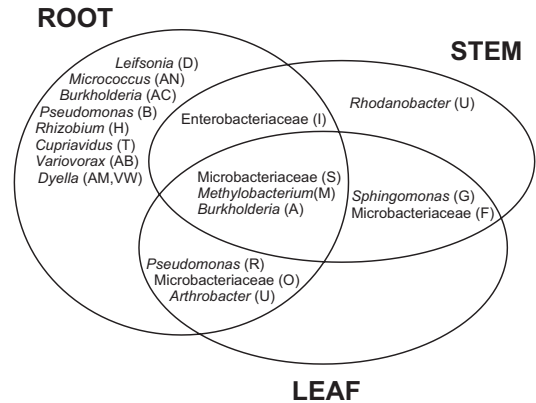 ROOT
STEM
Leifsonia (D)
Micrococcus (AN)
Burkholderia (AC)
Pseudomonas (B)
Rhizobium (H)
Cupriavidus (T)
Variovorax (AB)
Dyella (AM,VW)
Enterobacteriaceae (I)
Rhodanobacter (U)
Microbacteriaceae (S)
Methylobacterium(M)
Burkholderia (A)
Sphingomonas (G)
Microbacteriaceae (F)
Pseudomonas (R)
Microbacteriaceae (O)
Arthrobacter (U)
LEAF